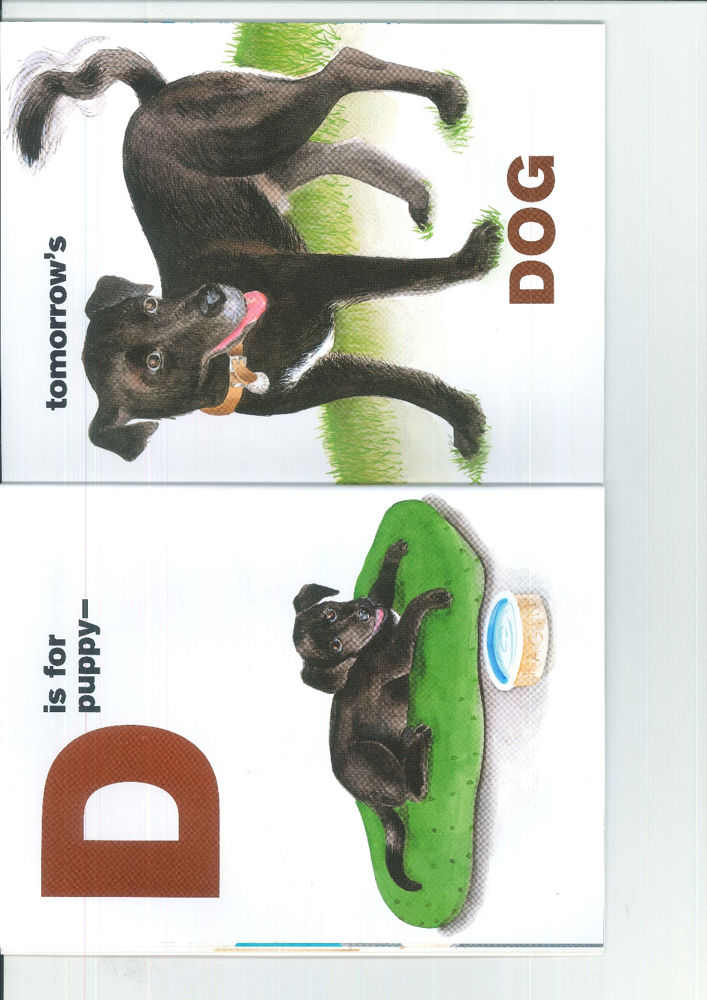 D
is for
puppy—
FAGIN
tomorrow's
DOG